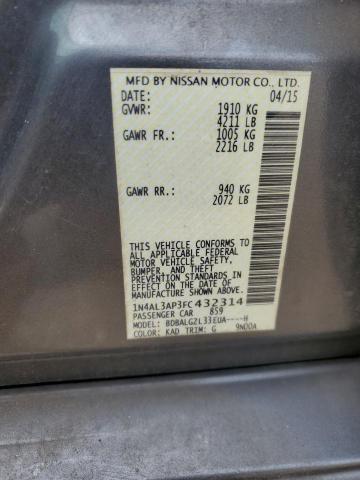 MFD BY NISSAN MOTOR CO., LTD.
DATE: 04/15
GVWR: 1910 KG
4211 LB
GAWR FR: 1005 KG
2216 LB
GAWR RR: 940 KG
2072 LB
THIS VEHICLE CONFORMS TO ALL
APPLICABLE FEDERAL
MOTOR VEHICLE SAFETY,
BUMPER, AND THEFT
PREVENTION STANDARDS IN
EFFECT ON THE DATE OF
MANUFACTURE SHOWN ABOVE.
1N4AL3AP3FC432314
PASSENGER CAR 859
MODEL: BDBALG2L33EUA----H
COLOR: KAD TRIM: G 9N00A